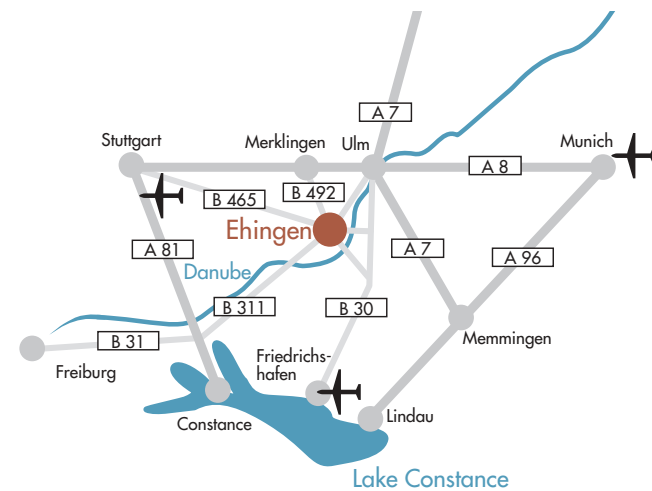 A 7
Stuttgart
Merklingen
Ulm
Munich
A 8
B 465
B 492
Ehingen
A 81
A 7
A 96
Danube
B 311
B 30
B 31
Memmingen
Friedrichs-
hafen
Freiburg
Constance
Lindau
Lake Constance